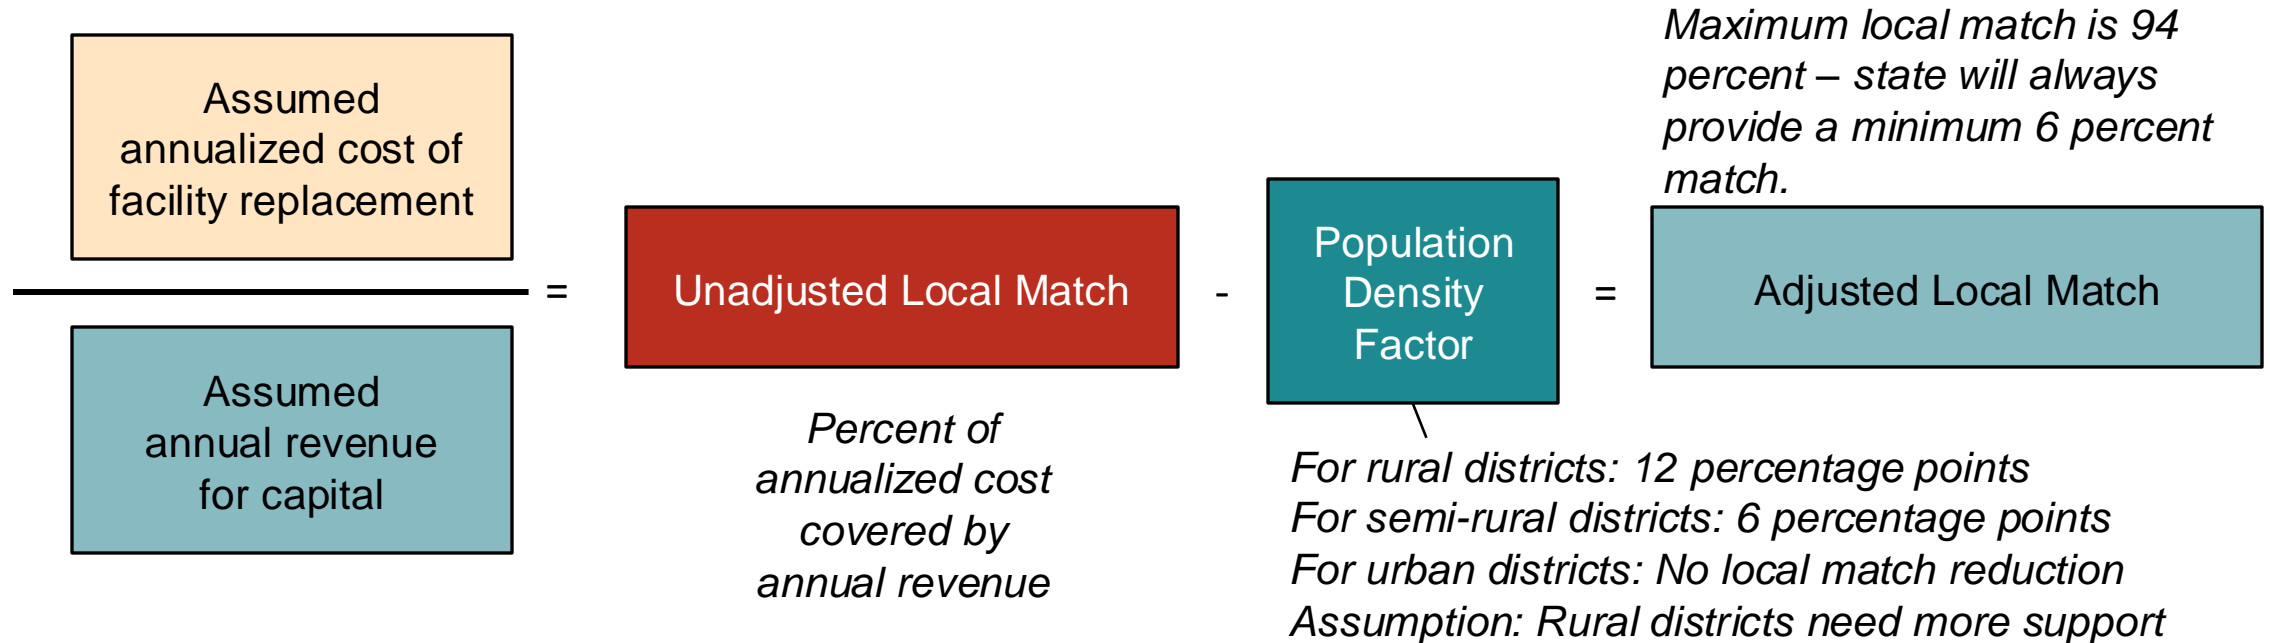 Assumed
annualized cost of
facility replacement
Assumed
annual revenue
for capital
=
Unadjusted Local Match
Percent of
annualized cost
covered by
annual revenue
-
Population
Density
Factor
For rural districts: 12 percentage points
For semi-rural districts: 6 percentage points
For urban districts: No local match reduction
Assumption: Rural districts need more support
=
Maximum local match is 94
percent – state will always
provide a minimum 6 percent
match.
Adjusted Local Match